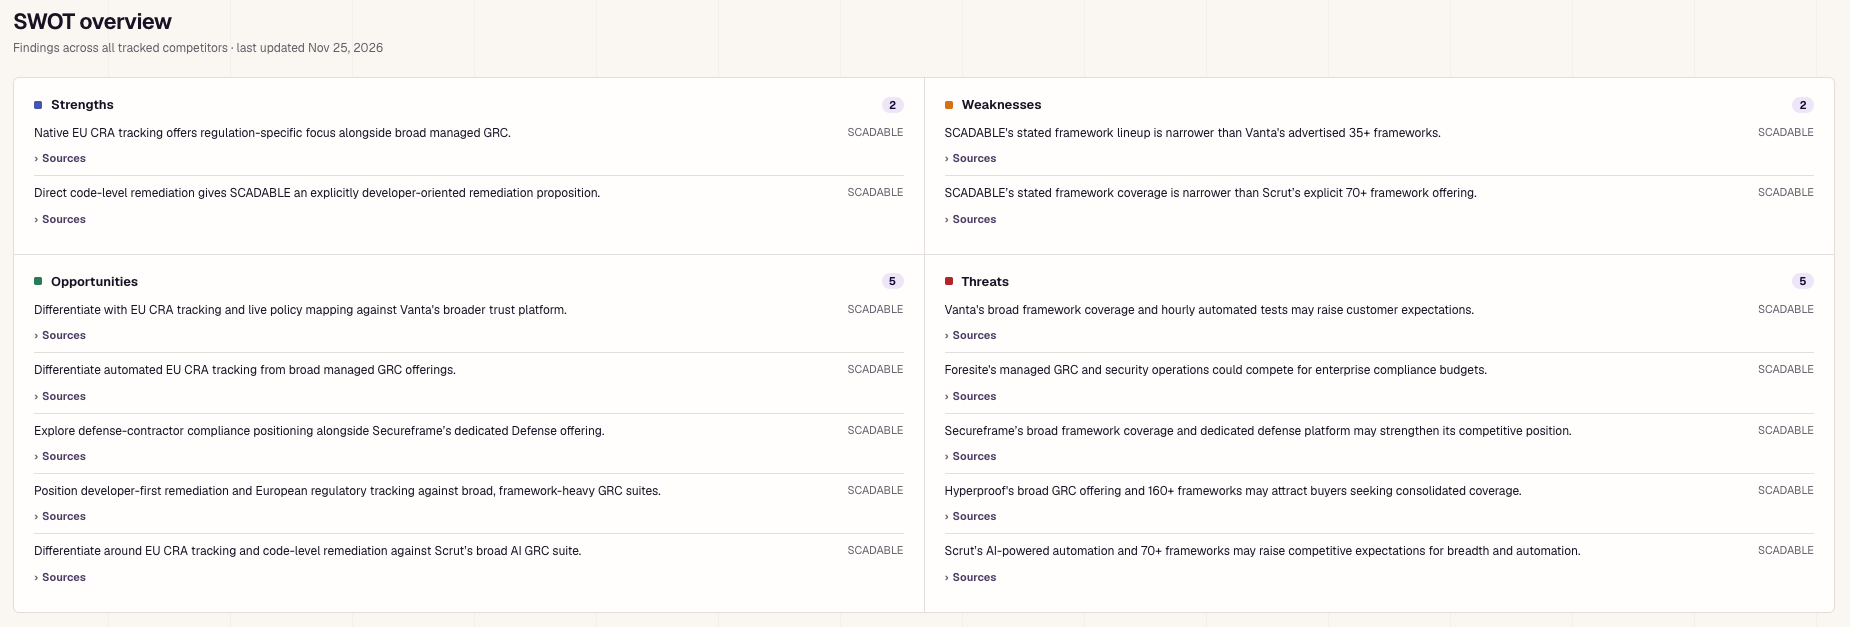 SWOT overview
Findings across all tracked competitors · last updated Nov 25, 2026
Strengths 2
Native EU CRA tracking offers regulation-specific focus alongside broad managed GRC. SCADABLE
› Sources
Direct code-level remediation gives SCADABLE an explicitly developer-oriented remediation proposition. SCADABLE
› Sources
Weaknesses 2
SCADABLE's stated framework lineup is narrower than Vanta's advertised 35+ frameworks. SCADABLE
› Sources
SCADABLE's stated framework coverage is narrower than Scrut's explicit 70+ framework offering. SCADABLE
› Sources
Opportunities 5
Differentiate with EU CRA tracking and live policy mapping against Vanta's broader trust platform. SCADABLE
› Sources
Differentiate automated EU CRA tracking from broad managed GRC offerings. SCADABLE
› Sources
Explore defense-contractor compliance positioning alongside Secureframe's dedicated Defense offering. SCADABLE
› Sources
Position developer-first remediation and European regulatory tracking against broad, framework-heavy GRC suites. SCADABLE
› Sources
Differentiate around EU CRA tracking and code-level remediation against Scrut's broad AI GRC suite. SCADABLE
› Sources
Threats 5
Vanta's broad framework coverage and hourly automated tests may raise customer expectations. SCADABLE
› Sources
Foresite's managed GRC and security operations could compete for enterprise compliance budgets. SCADABLE
› Sources
Secureframe's broad framework coverage and dedicated defense platform may strengthen its competitive position. SCADABLE
› Sources
Hyperproof's broad GRC offering and 160+ frameworks may attract buyers seeking consolidated coverage. SCADABLE
› Sources
Scrut's AI-powered automation and 70+ frameworks may raise competitive expectations for breadth and automation. SCADABLE
› Sources